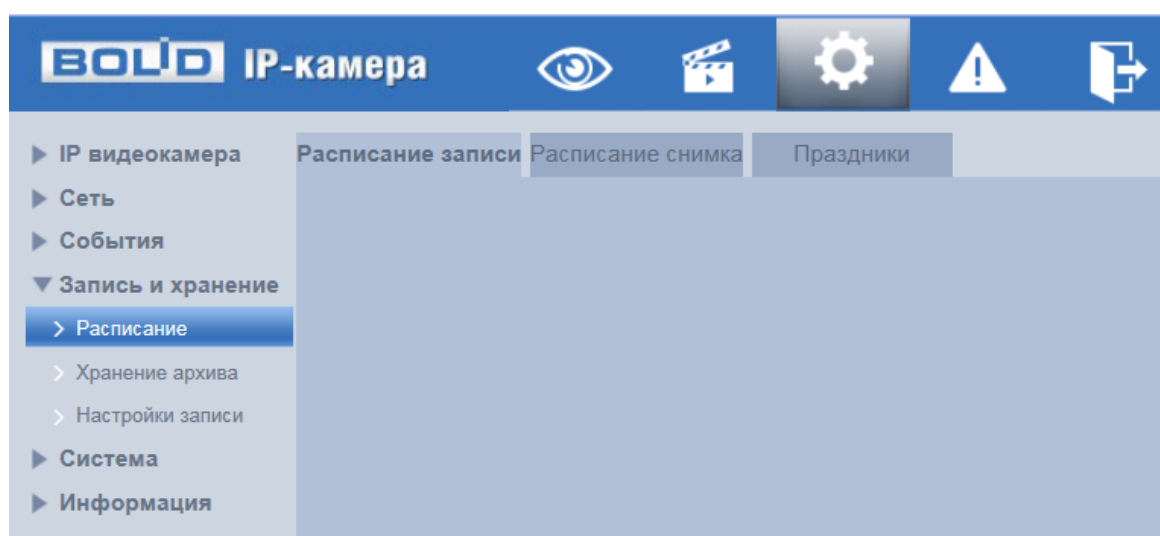 BOLID IP-камера
IP видеокамера
Сеть
События
Запись и хранение
Расписание
Хранение архива
Настройки записи
Система
Информация
Расписание записи Расписание снимка Праздники